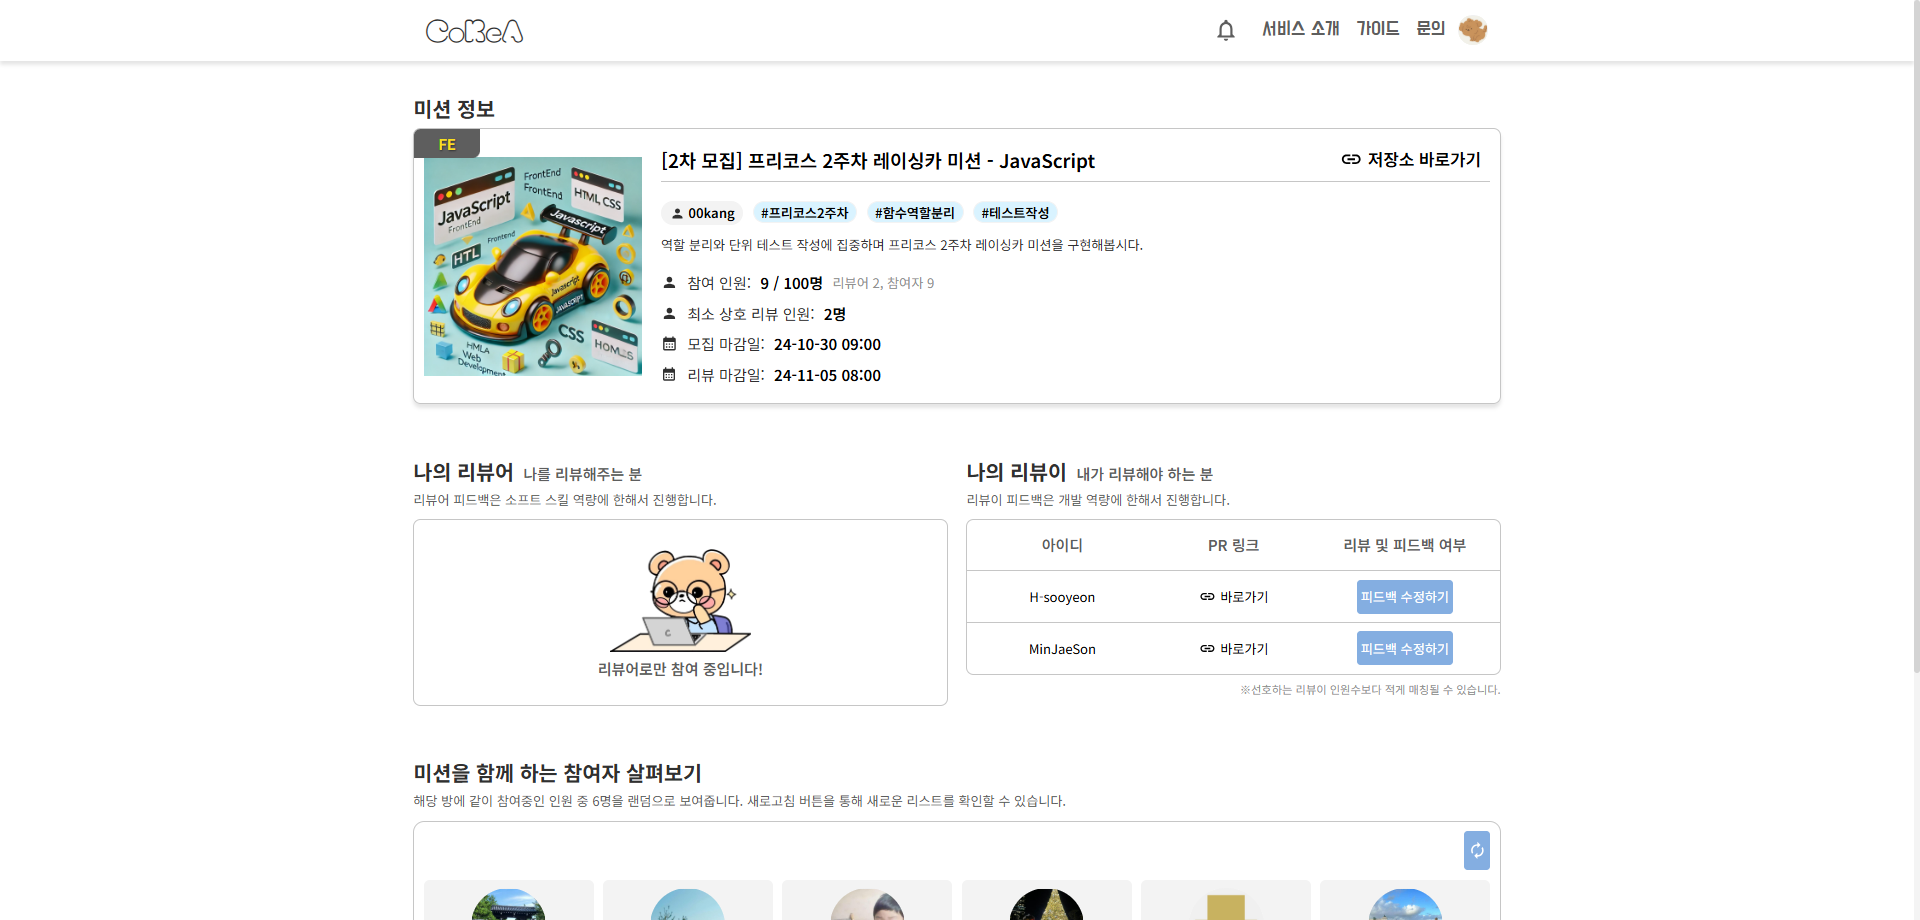 CoReA
서비스 소개 가이드 문의
미션 정보
FE
[2차 모집] 프리코스 2주차 레이싱카 미션 - JavaScript
저장소 바로가기
00kang #프리코스2주차 #함수역할분리 #테스트작성
역할 분리와 단위 테스트 작성에 집중하며 프리코스 2주차 레이싱카 미션을 구현해봅시다.
참여 인원: 9 / 100명 리뷰어 2, 참여자 9
최소 상호 리뷰 인원: 2명
모집 마감일: 24-10-30 09:00
리뷰 마감일: 24-11-05 08:00
JavaScript
FrontEnd
FrontEnd
FrontEnd
HTML CSS
Javascript
Frontend
HTL
Javascript
JAVASCRIPT
CSS
HMLA
Web
Development
나의 리뷰어 나를 리뷰해주는 분
리뷰어 피드백은 소프트 스킬 역량에 한해서 진행합니다.
C
리뷰어로만 참여 중입니다!
나의 리뷰이 내가 리뷰해야 하는 분
리뷰이 피드백은 개발 역량에 한해서 진행합니다.
아이디 PR 링크 리뷰 및 피드백 여부
H-sooyeon 바로가기 피드백 수정하기
MinJaeSon 바로가기 피드백 수정하기
※선호하는 리뷰이 인원수보다 적게 매칭될 수 있습니다.
미션을 함께 하는 참여자 살펴보기
해당 방에 같이 참여중인 인원 중 6명을 랜덤으로 보여줍니다. 새로고침 버튼을 통해 새로운 리스트를 확인할 수 있습니다.